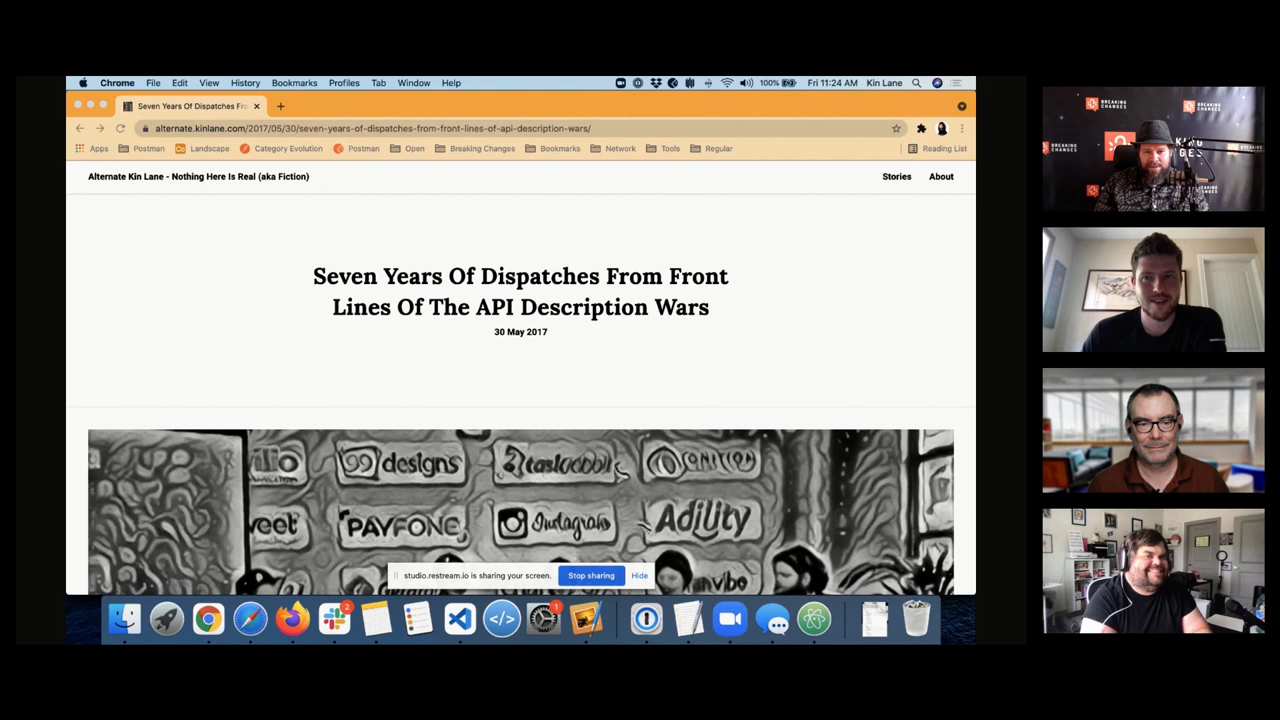 Chrome File Edit View History Bookmarks Profiles Tab Window Help 100% Fri 11:24 AM Kin Lane
Seven Years Of Dispatches Fro
alternate.kinlane.com/2017/05/30/seven-years-of-dispatches-from-front-lines-of-api-description-wars/
Apps Postman Landscape Category Evolution Postman Open Breaking Changes Bookmarks Network Tools Regular Reading List
Alternate Kin Lane - Nothing Here Is Real (aka Fiction) Stories About
Seven Years Of Dispatches From Front
Lines Of The API Description Wars
30 May 2017
designs
PAYFONE Instagram Adility
studio.restream.io is sharing your screen. Stop sharing Hide
2
1
BREAKING
CHANGES
BREAKING
CHANGES